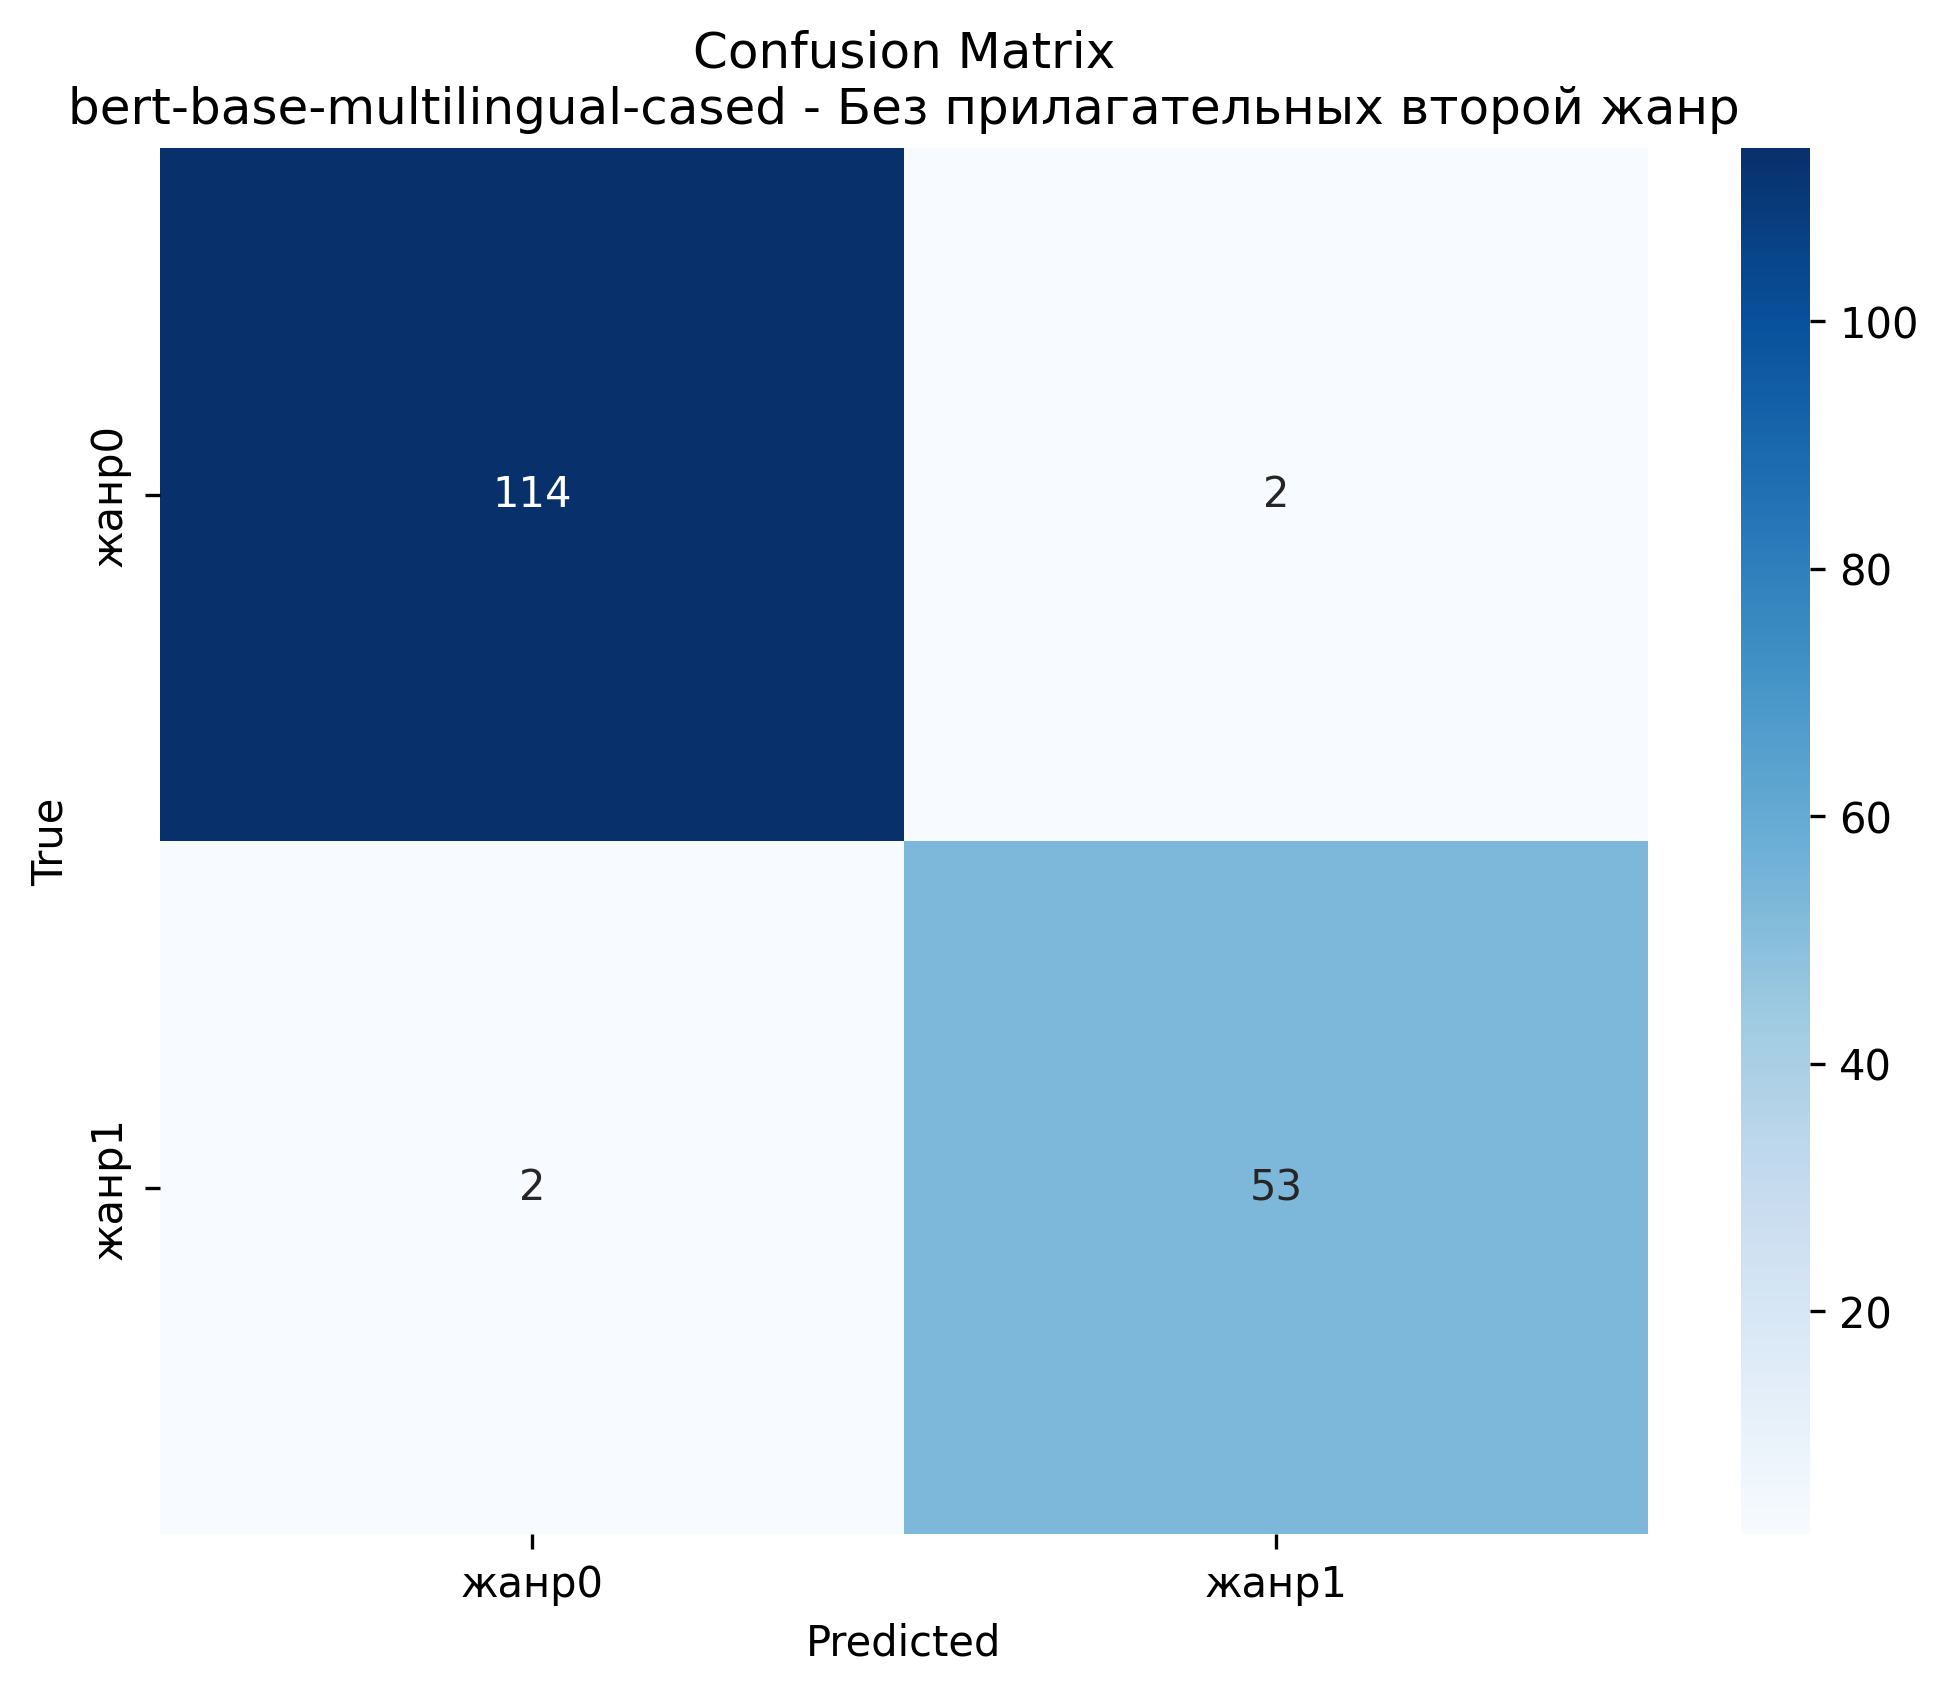 Confusion Matrix
bert-base-multilingual-cased - Без прилагательных второй жанр
True
жанр0
114
2
жанр1
2
53
жанр0
жанр1
Predicted
100
80
60
40
20